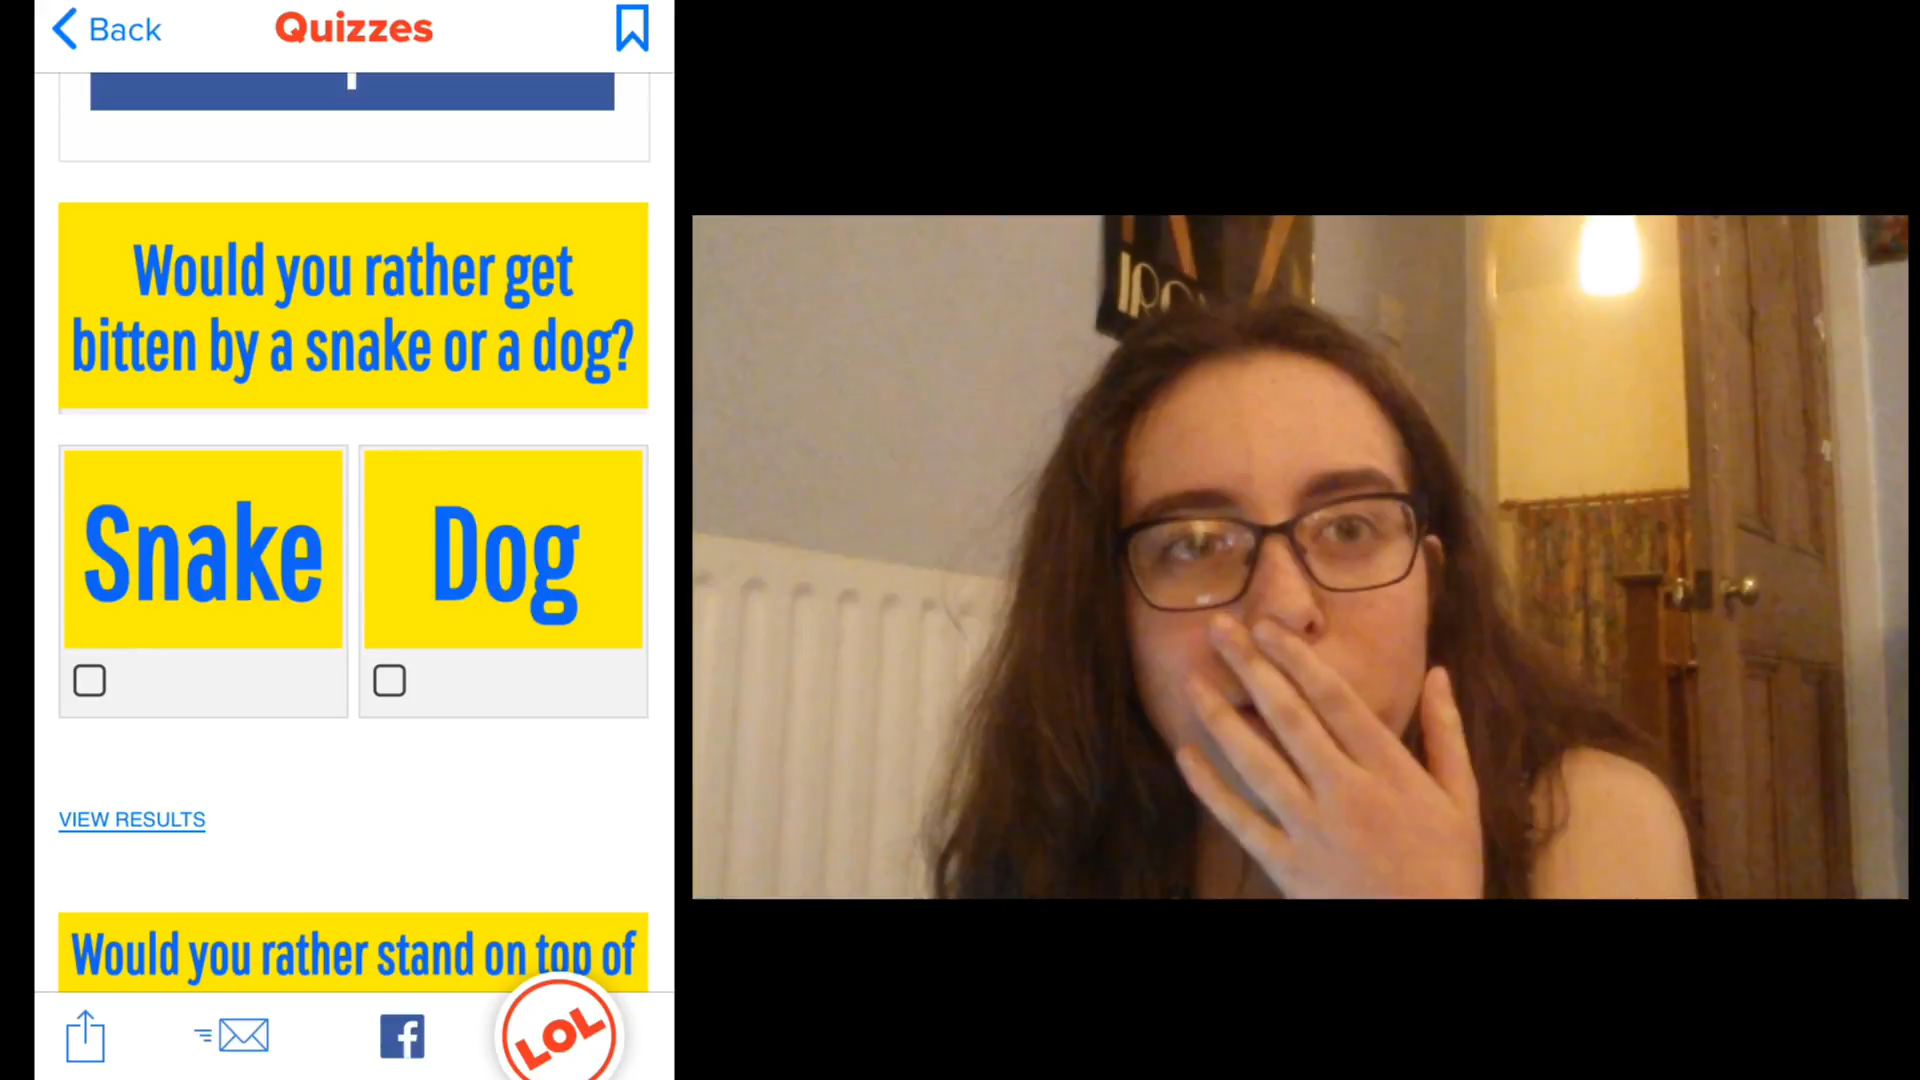 Back
Quizzes
Would you rather get
bitten by a snake or a dog?
Snake
Dog
VIEW RESULTS
Would you rather stand on top of
LOL